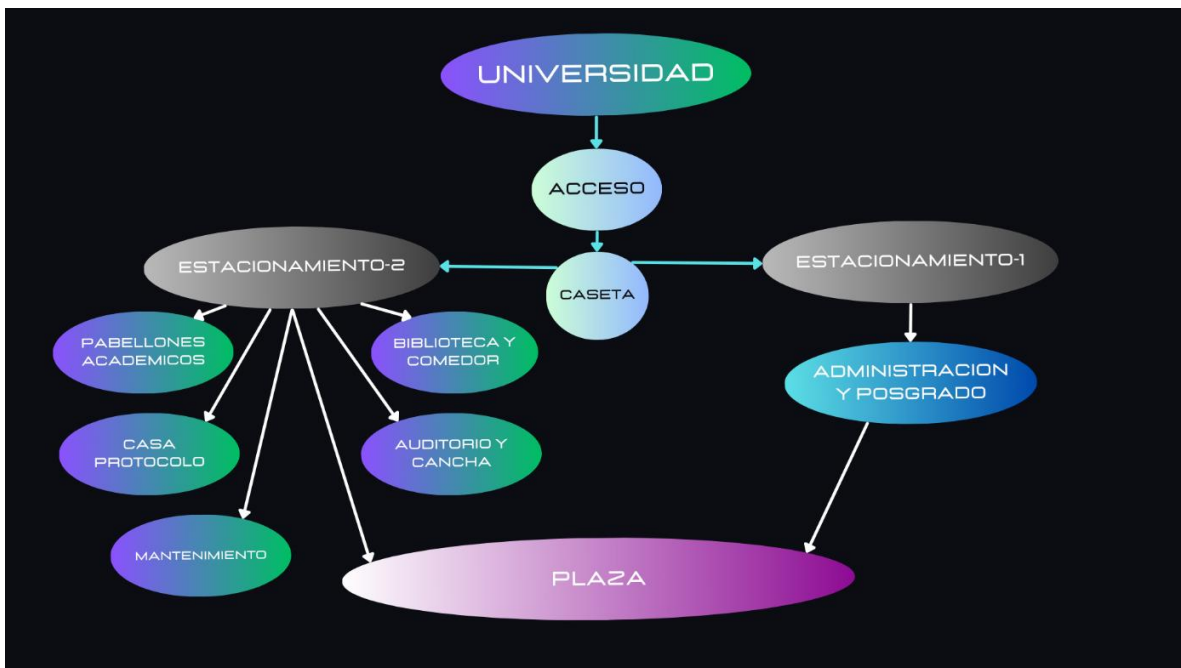 UNIVERSIDAD
ACCESO
ESTACIONAMIENTO-2
CASETA
ESTACIONAMIENTO-1
PABELLONES
ACADEMICOS
BIBLIOTECA Y
COMEDOR
ADMINISTRACION
Y POSGRADO
CASA
PROTOCOLO
AUDITORIO Y
CANCHA
MANTENIMIENTO
PLAZA